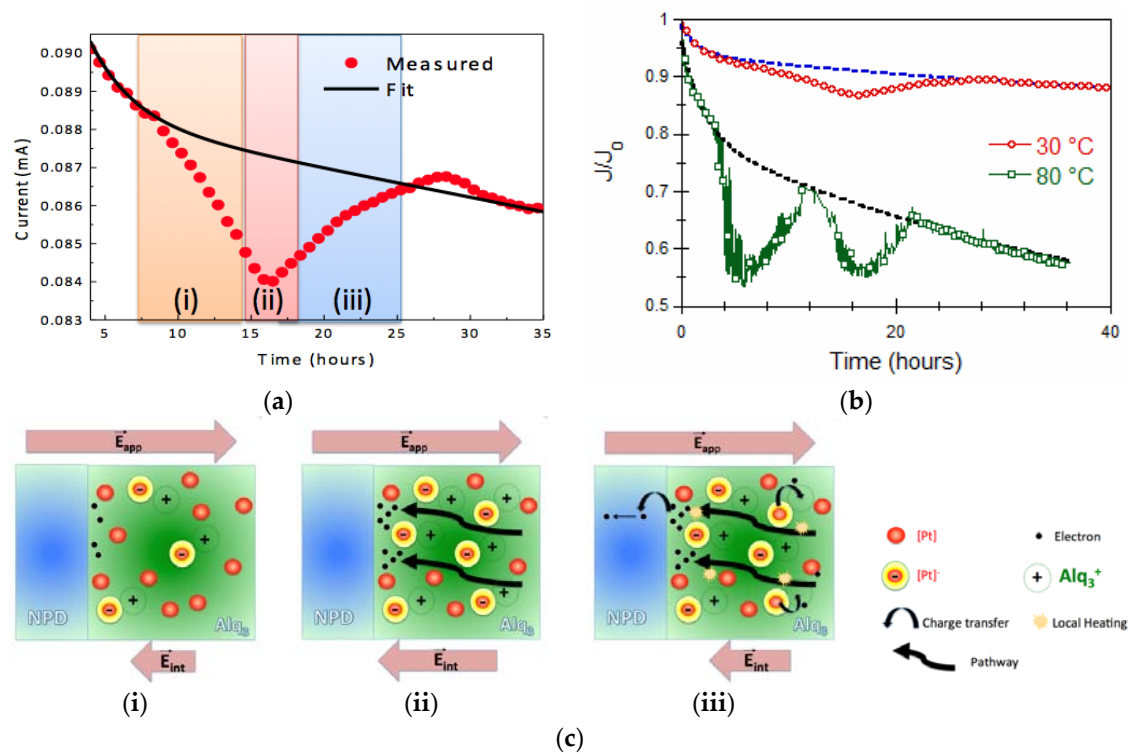 0.090
0.089
0.088
0.087
0.086
0.085
0.084
0.083
Current (mA)
Measured
Fit
(i)
(ii)
(iii)
5
10
15
20
25
30
35
Time (hours)
(a)
1
0.9
0.8
0.7
0.6
0.5
J/J0
30 °C
80 °C
0
20
40
Time (hours)
(b)
Eapp
NPD
Alq3
Eint
(i)
Eapp
NPD
Alq3
Eint
(ii)
Eapp
NPD
Alq3
Eint
(iii)
[Pt]
Electron
[Pt]-
+ Alq3+
Charge transfer
Local Heating
Pathway
(c)